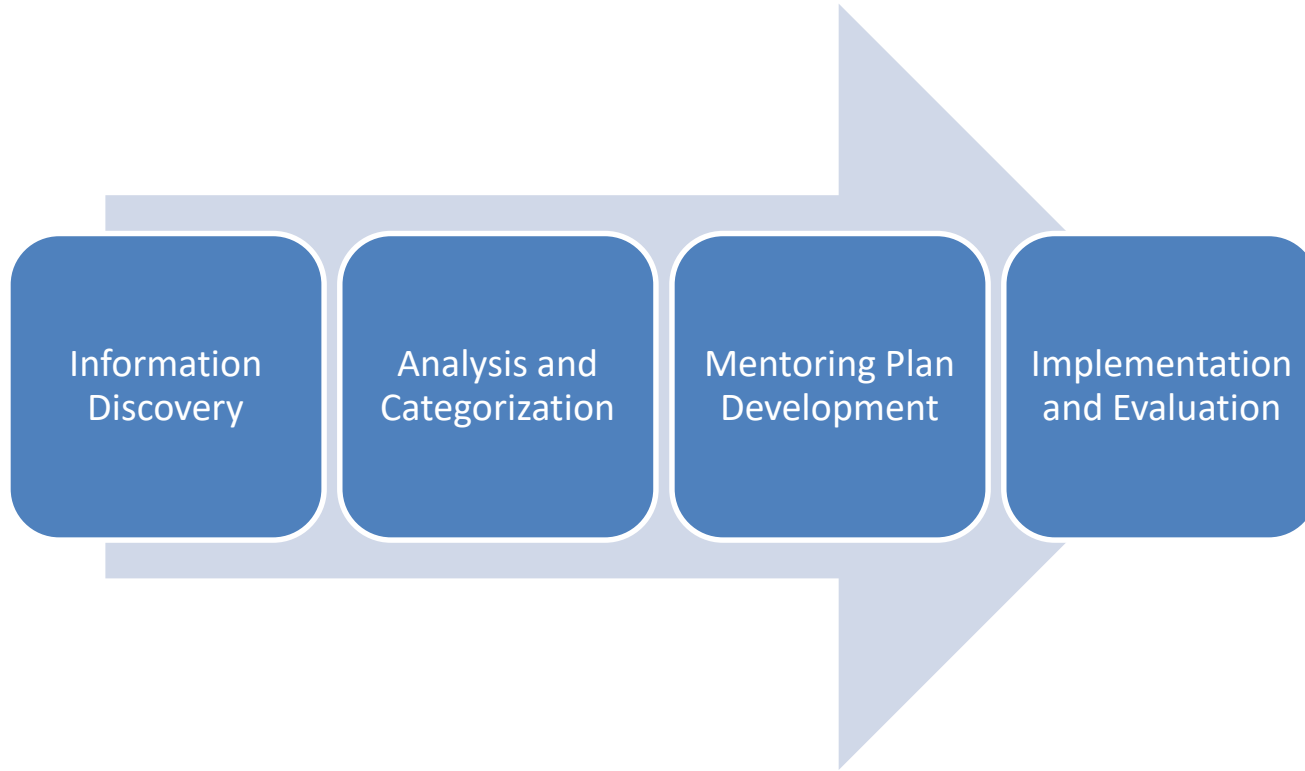 Information
Discovery
Analysis and
Categorization
Mentoring Plan
Development
Implementation
and Evaluation